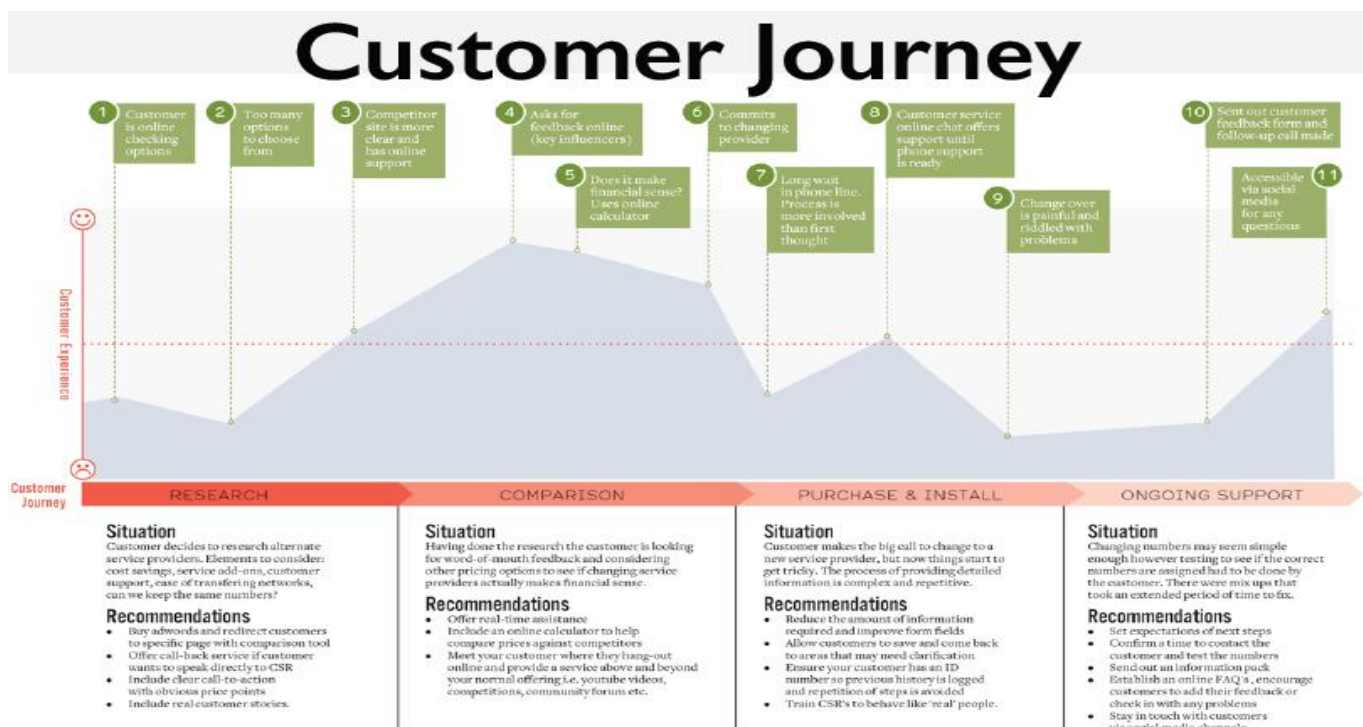 Customer Journey
1
Customer
is online
checking
options
2
Too many
options
to choose
from
3
Competitor
site is more
clear and
has online
support
4
Asks for
feedback online
(key influencers)
5
Does it make
financial sense?
Uses online
calculator
6
Commits
to changing
provider
7
Long wait
in phone line.
Process is
more involved
than first
thought
8
Customer service
online chat offers
support until
phone support
is ready
9
Change over
is painful and
riddled with
problems
10
Sent out customer
feedback form and
follow-up call made
11
Accessible
via social
media
for any
questions
Customer Experience
Customer
Journey
RESEARCH
COMPARISON
PURCHASE & INSTALL
ONGOING SUPPORT
Situation
Customer decides to research alternate
service providers. Elements to consider:
cost savings, service add-ons, customer
support, ease of transfering networks,
can we keep the same numbers?
Recommendations
• Buy adwords and redirect customers
to specific page with comparison tool
• Offer call-back service if customer
wants to speak directly to CSR
• Include clear call-to-action
with obvious price points
• Include real customer stories.
Situation
Having done the research the customer is looking
for word-of-mouth feedback and considering
other pricing options to see if changing service
providers actually makes financial sense.
Recommendations
• Offer real-time assistance
• Include an online calculator to help
compare prices against competitors
• Meet your customer where they hang-out
online and provide a service above and beyond
your normal offering i.e. youtube videos,
competitions, community forum etc.
Situation
Customer makes the big call to change to a
new service provider, but now things start to
get tricky. The process of providing detailed
information is complex and repetitive.
Recommendations
• Reduce the amount of information
required and improve form fields
• Allow customers to save and come back
to are as that may need clarification
• Ensure your customer has an ID
number so previous history is logged
and repetition of steps is avoided
• Train CSR's to behave like 'real' people.
Situation
Changing numbers may seem simple
enough however testing to see if the correct
numbers are assigned had to be done by
the customer. There were mix ups that
took an extended period of time to fix.
Recommendations
• Set expectations of next steps
• Confirm a time to contact the
customer and test the numbers
• Send out an information pack
• Establish an online FAQ's, encourage
customers to add their feedback or
check in with any problems
• Stay in touch with customers
via social media channels